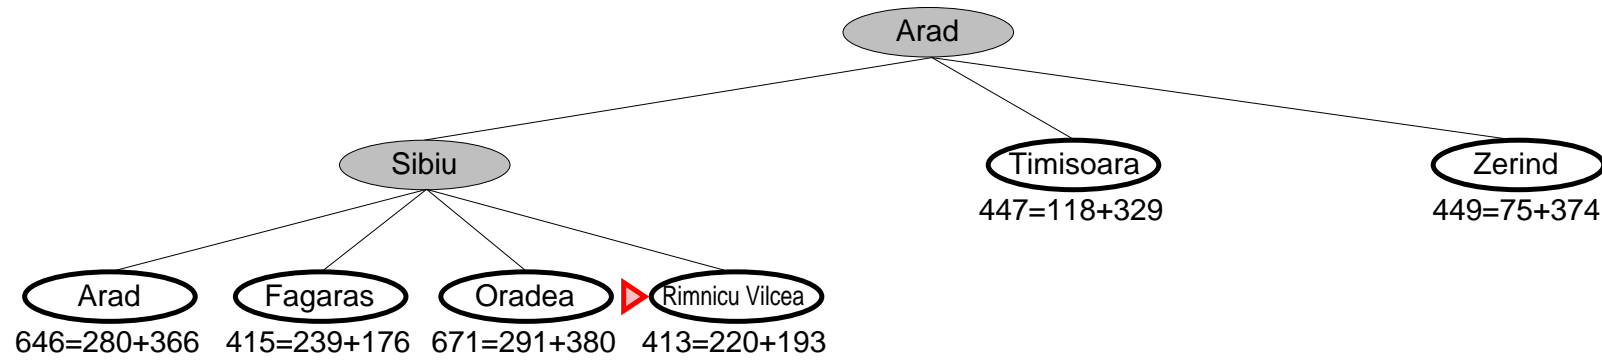 Arad
Sibiu
Timisoara
Zerind
447=118+329
449=75+374
Arad
Fagaras
Oradea
Rimnicu Vilcea
646=280+366
415=239+176
671=291+380
413=220+193